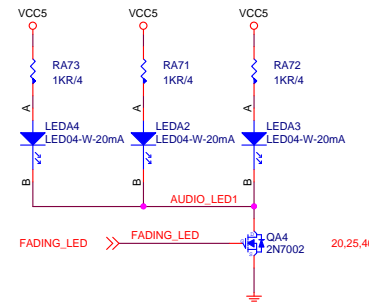 VCC5 VCC5 VCC5
RA73 RA71 RA72
1KR/4 1KR/4 1KR/4
A A A
LEDA4 LEDA2 LEDA3
LED04-W-20mA LED04-W-20mA LED04-W-20mA
B B B
AUDIO_LED1
FADING_LED FADING_LED QA4 20,25,40
2N7002